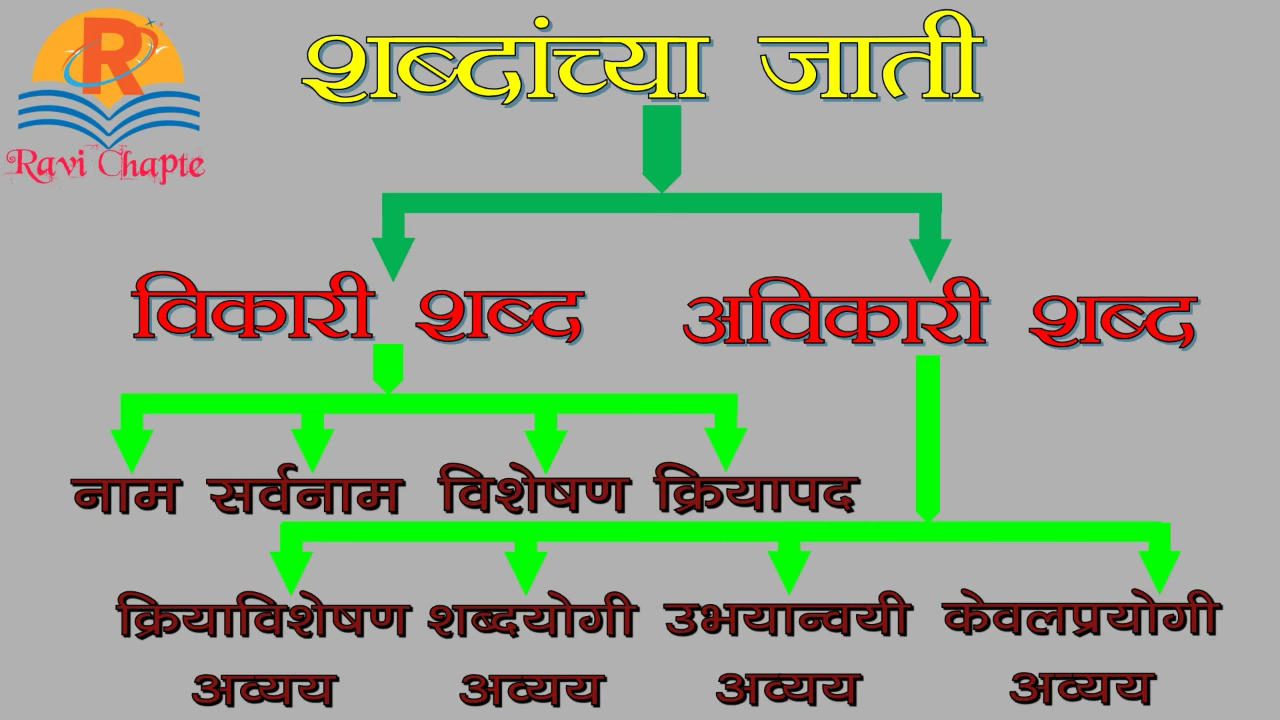 R
Ravi Chapte
शब्दांच्या जाती
विकारी शब्द
अविकारी शब्द
नाम सर्वनाम विशेषण क्रियापद
क्रियाविशेषण शब्दयोगी उभयान्वयी केवलप्रयोगी
अव्यय अव्यय अव्यय अव्यय